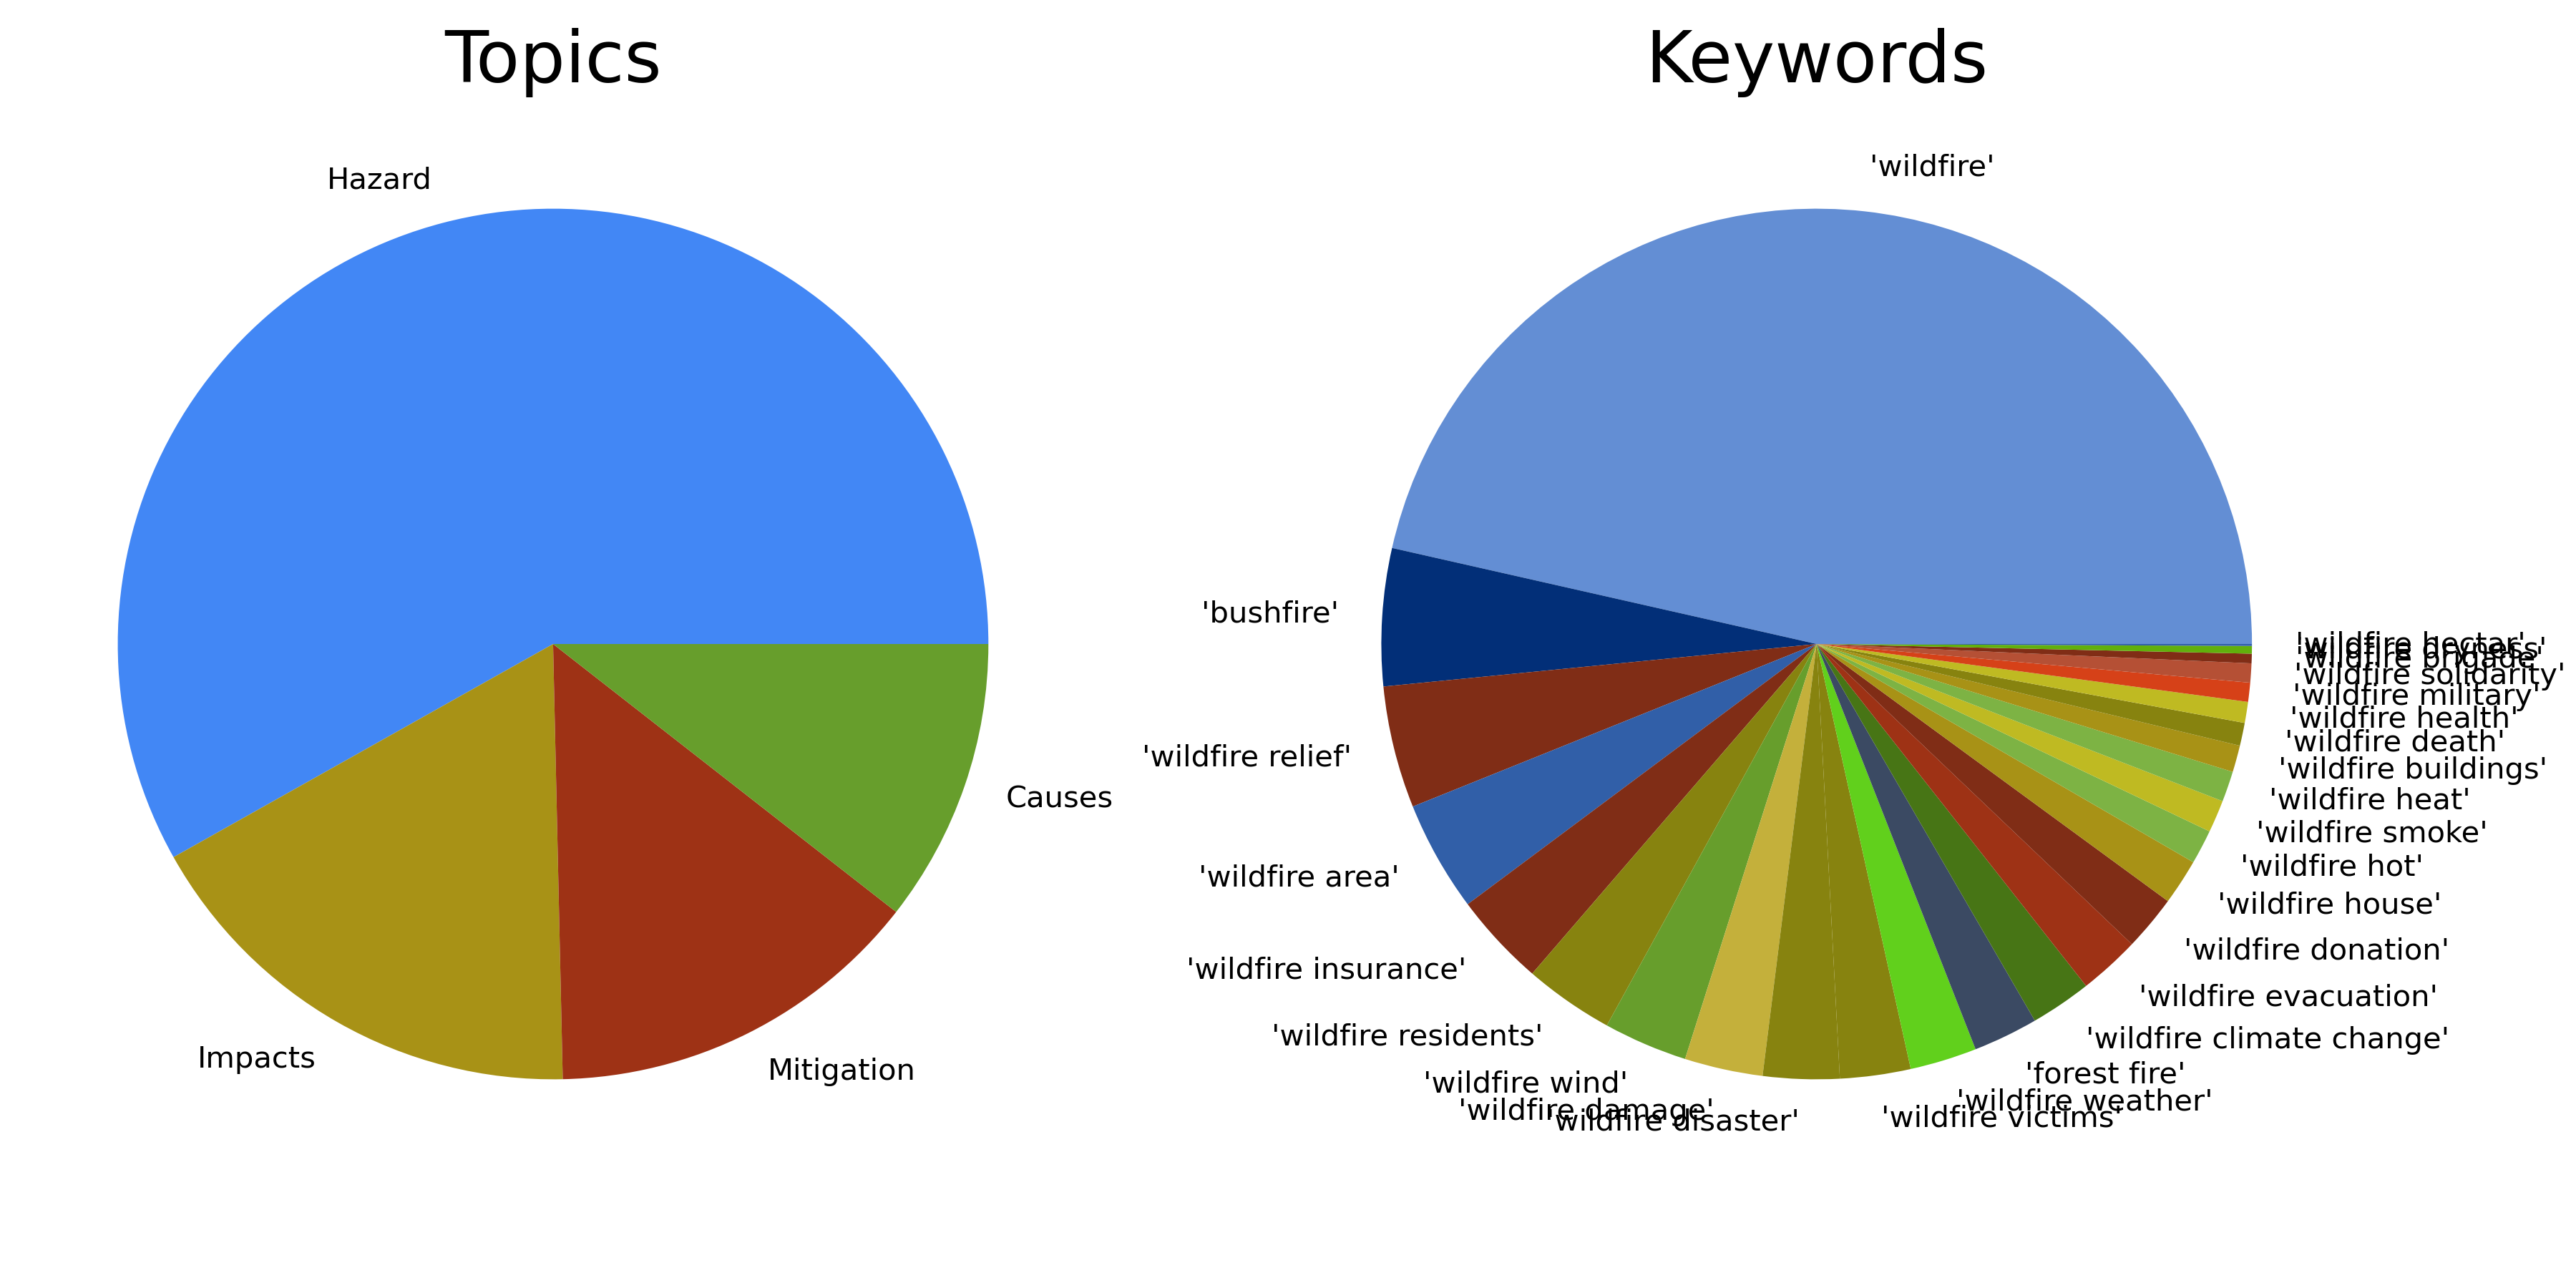 Topics
Hazard
Impacts
Mitigation
Causes
Keywords
'wildfire'
'bushfire'
'wildfire relief'
'wildfire area'
'wildfire insurance'
'wildfire residents'
'wildfire wind'
'wildfire damage'
'wildfire disaster'
'wildfire victims'
'wildfire weather'
'forest fire'
'wildfire climate change'
'wildfire evacuation'
'wildfire donation'
'wildfire house'
'wildfire hot'
'wildfire smoke'
'wildfire heat'
'wildfire buildings'
'wildfire death'
'wildfire health'
'wildfire military'
'wildfire solidarity'
'wildfire brigade'
'wildfire dryness'
'wildfire hectar'